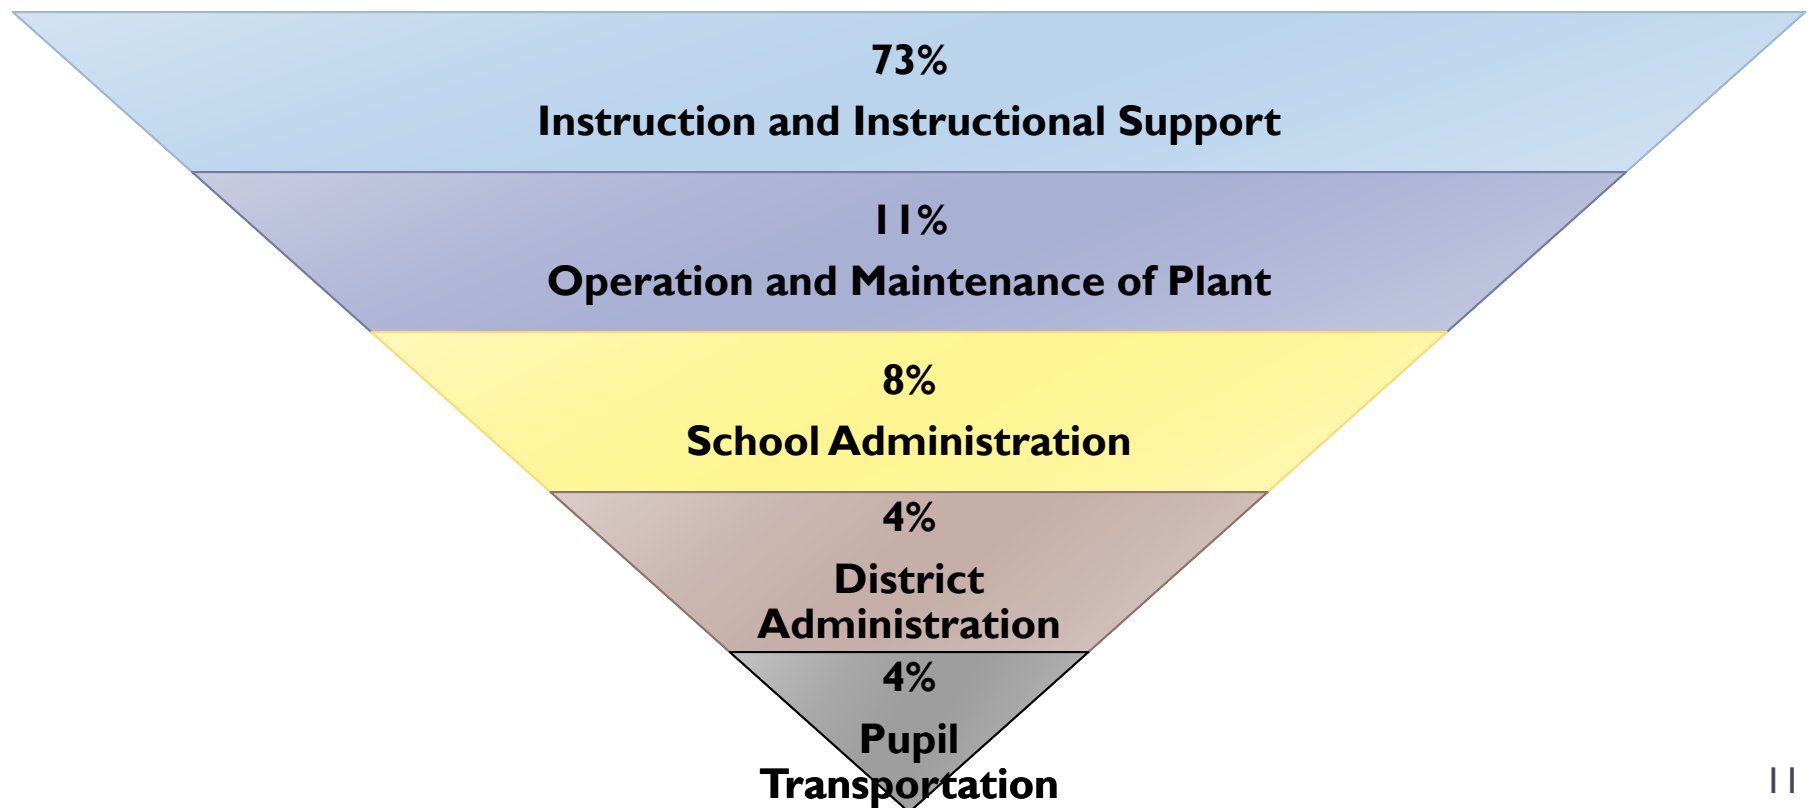 73%
Instruction and Instructional Support
11%
Operation and Maintenance of Plant
8%
School Administration
4%
District
Administration
4%
Pupil
Transportation
11